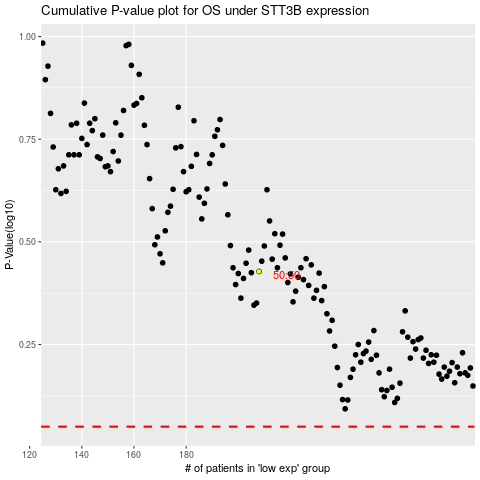 Cumulative P-value plot for OS under STT3B expression
1.00
0.75
0.50
0.25
P-Value(log10)
50:50
120 140 160 180
# of patients in 'low exp' group